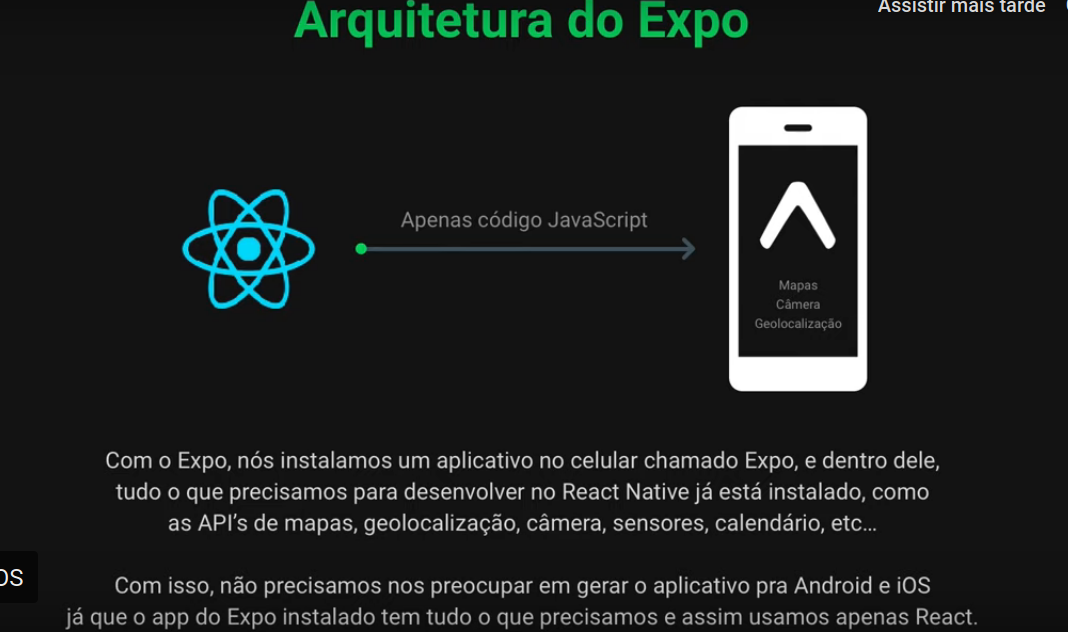 Assistir mais tarde
Arquitetura do Expo
Apenas código JavaScript
Mapas
Câmera
Geolocalização
Com o Expo, nós instalamos um aplicativo no celular chamado Expo, e dentro dele,
tudo o que precisamos para desenvolver no React Native já está instalado, como
as API’s de mapas, geolocalização, câmera, sensores, calendário, etc…
OS
Com isso, não precisamos nos preocupar em gerar o aplicativo pra Android e iOS
já que o app do Expo instalado tem tudo o que precisamos e assim usamos apenas React.